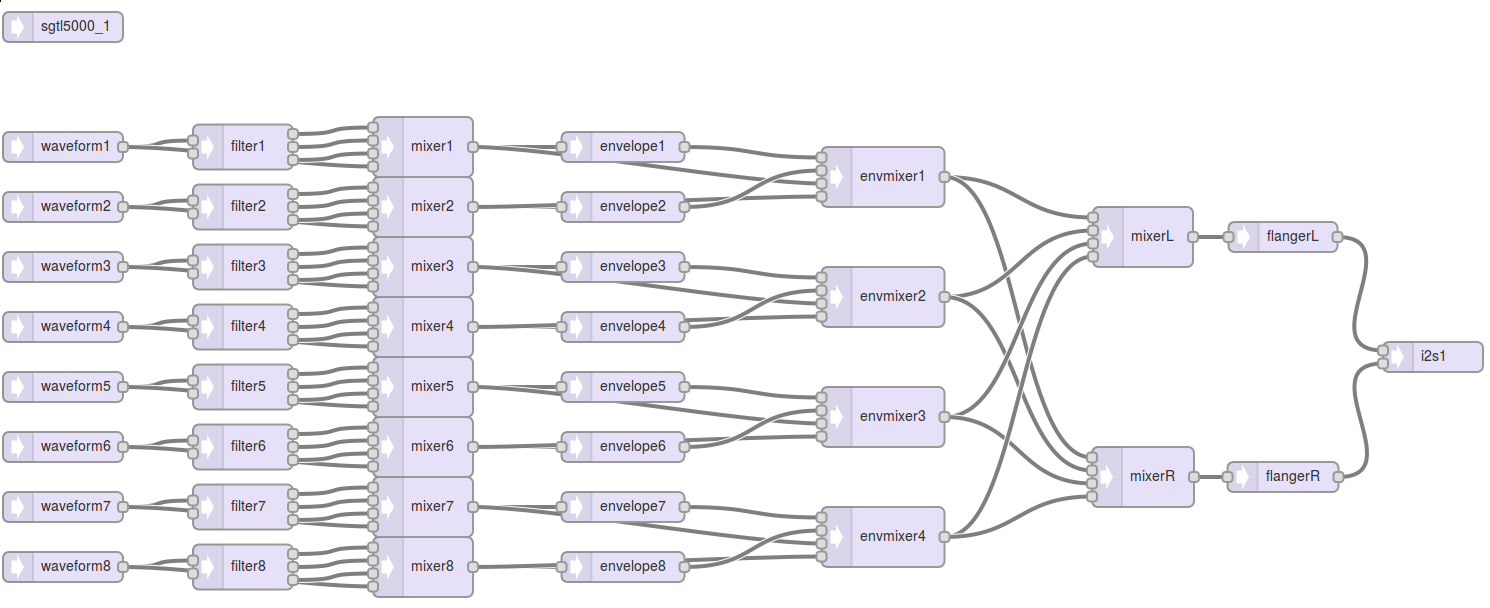 sgtl5000_1
waveform1 filter1 mixer1 envelope1
envmixer1
waveform2 filter2 mixer2 envelope2
mixerL flangerL
waveform3 filter3 mixer3 envelope3
envmixer2
waveform4 filter4 mixer4 envelope4
i2s1
waveform5 filter5 mixer5 envelope5
envmixer3
waveform6 filter6 mixer6 envelope6
mixerR flangerR
waveform7 filter7 mixer7 envelope7
envmixer4
waveform8 filter8 mixer8 envelope8